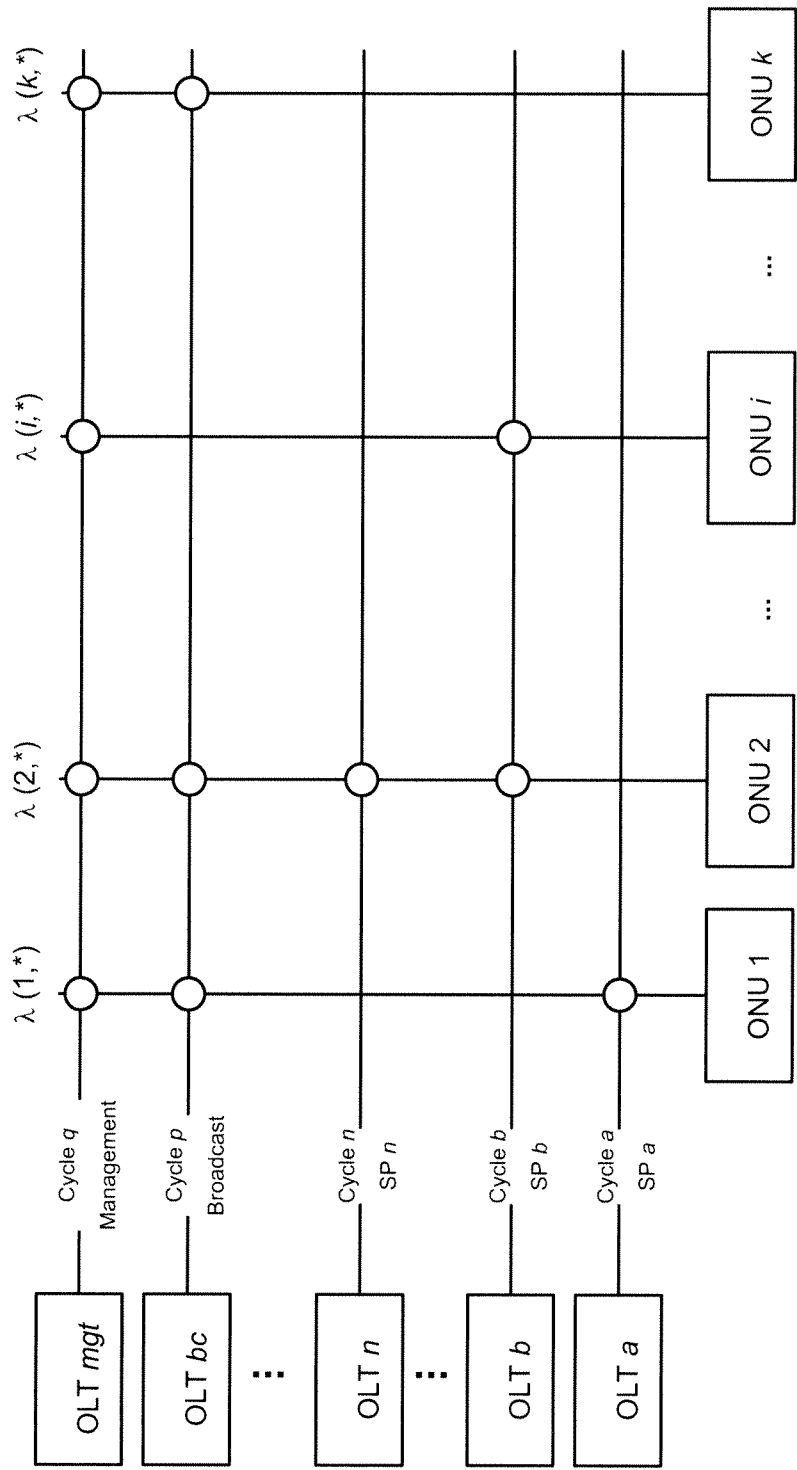 λ (1,*)
λ (2,*)
λ (i,*)
λ (k,*)
OLT mgt
Cycle q
Management
OLT bc
Cycle p
Broadcast
...
OLT n
Cycle n
SP n
...
OLT b
Cycle b
SP b
OLT a
Cycle a
SP a
ONU 1
ONU 2
...
ONU i
...
ONU k